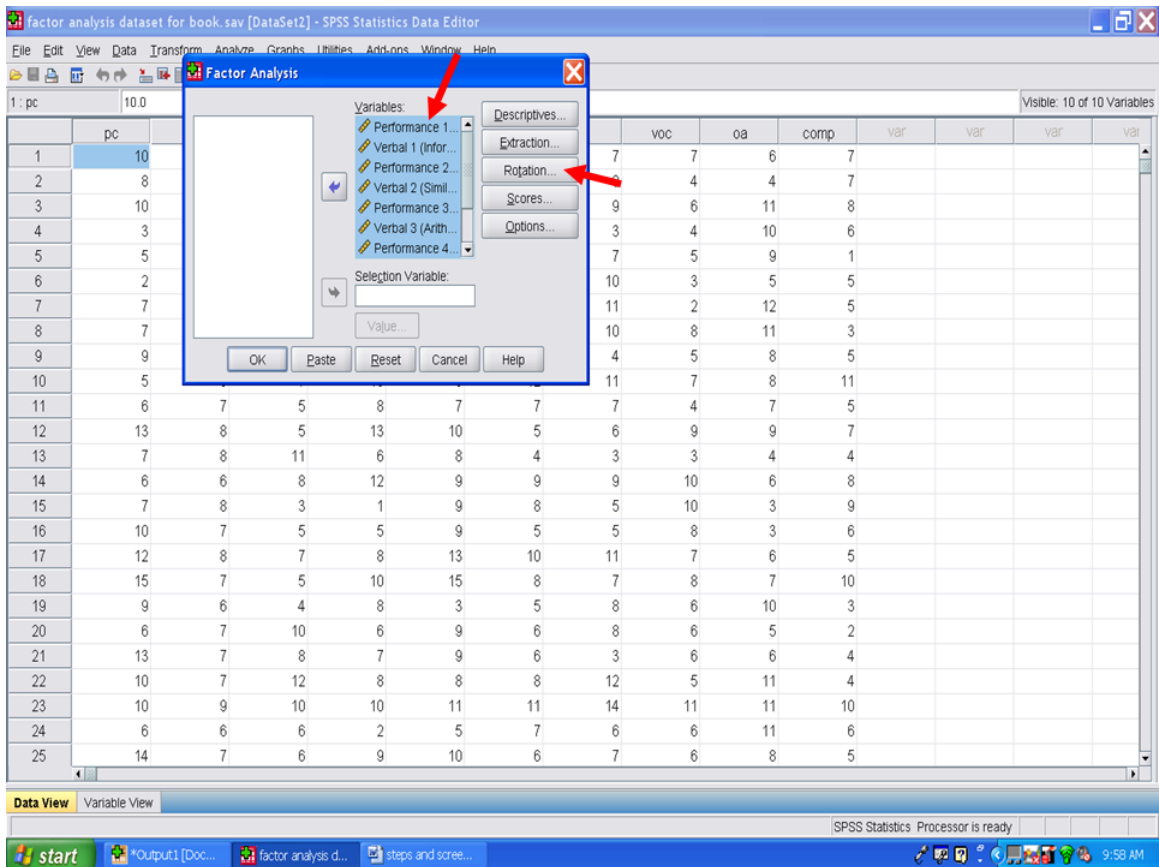 factor analysis dataset for book.sav [DataSet2] - SPSS Statistics Data Editor
File Edit View Data Transform Analyze Graphs Utilities Add-ons Window Help
1 : pc 10.0 Visible: 10 of 10 Variables
Factor Analysis
Variables:
Performance 1...
Verbal 1 (Infor...
Performance 2...
Verbal 2 (Simil...
Performance 3...
Verbal 3 (Arith...
Performance 4...
Selection Variable:
Value...
Descriptives...
Extraction...
Rotation...
Scores...
Options...
OK Paste Reset Cancel Help
pc voc oa comp var var var var
1 10 7 7 6 7
2 8 4 4 7
3 10 9 6 11 8
4 3 3 4 10 6
5 5 7 5 9 1
6 2 10 3 5 5
7 7 11 2 12 5
8 7 10 8 11 3
9 9 4 5 8 5
10 5 11 7 8 11
11 6 7 5 8 7 7 7 4 7 5
12 13 8 5 13 10 5 6 9 9 7
13 7 8 11 6 8 4 3 3 4 4
14 6 6 8 12 9 9 9 10 6 8
15 7 8 3 1 9 8 5 10 3 9
16 10 7 5 5 9 5 5 8 3 6
17 12 8 7 8 13 10 11 7 6 5
18 15 7 5 10 15 8 7 8 7 10
19 9 6 4 8 3 5 8 6 10 3
20 6 7 10 6 9 6 8 6 5 2
21 13 7 8 7 9 6 3 6 6 4
22 10 7 12 8 8 8 12 5 11 4
23 10 9 10 10 11 11 14 11 11 10
24 6 6 6 2 5 7 6 6 11 6
25 14 7 6 9 10 6 7 6 8 5
Data View Variable View
SPSS Statistics Processor is ready
start *Output1 [Doc... factor analysis d... steps and scree... 9:58 AM